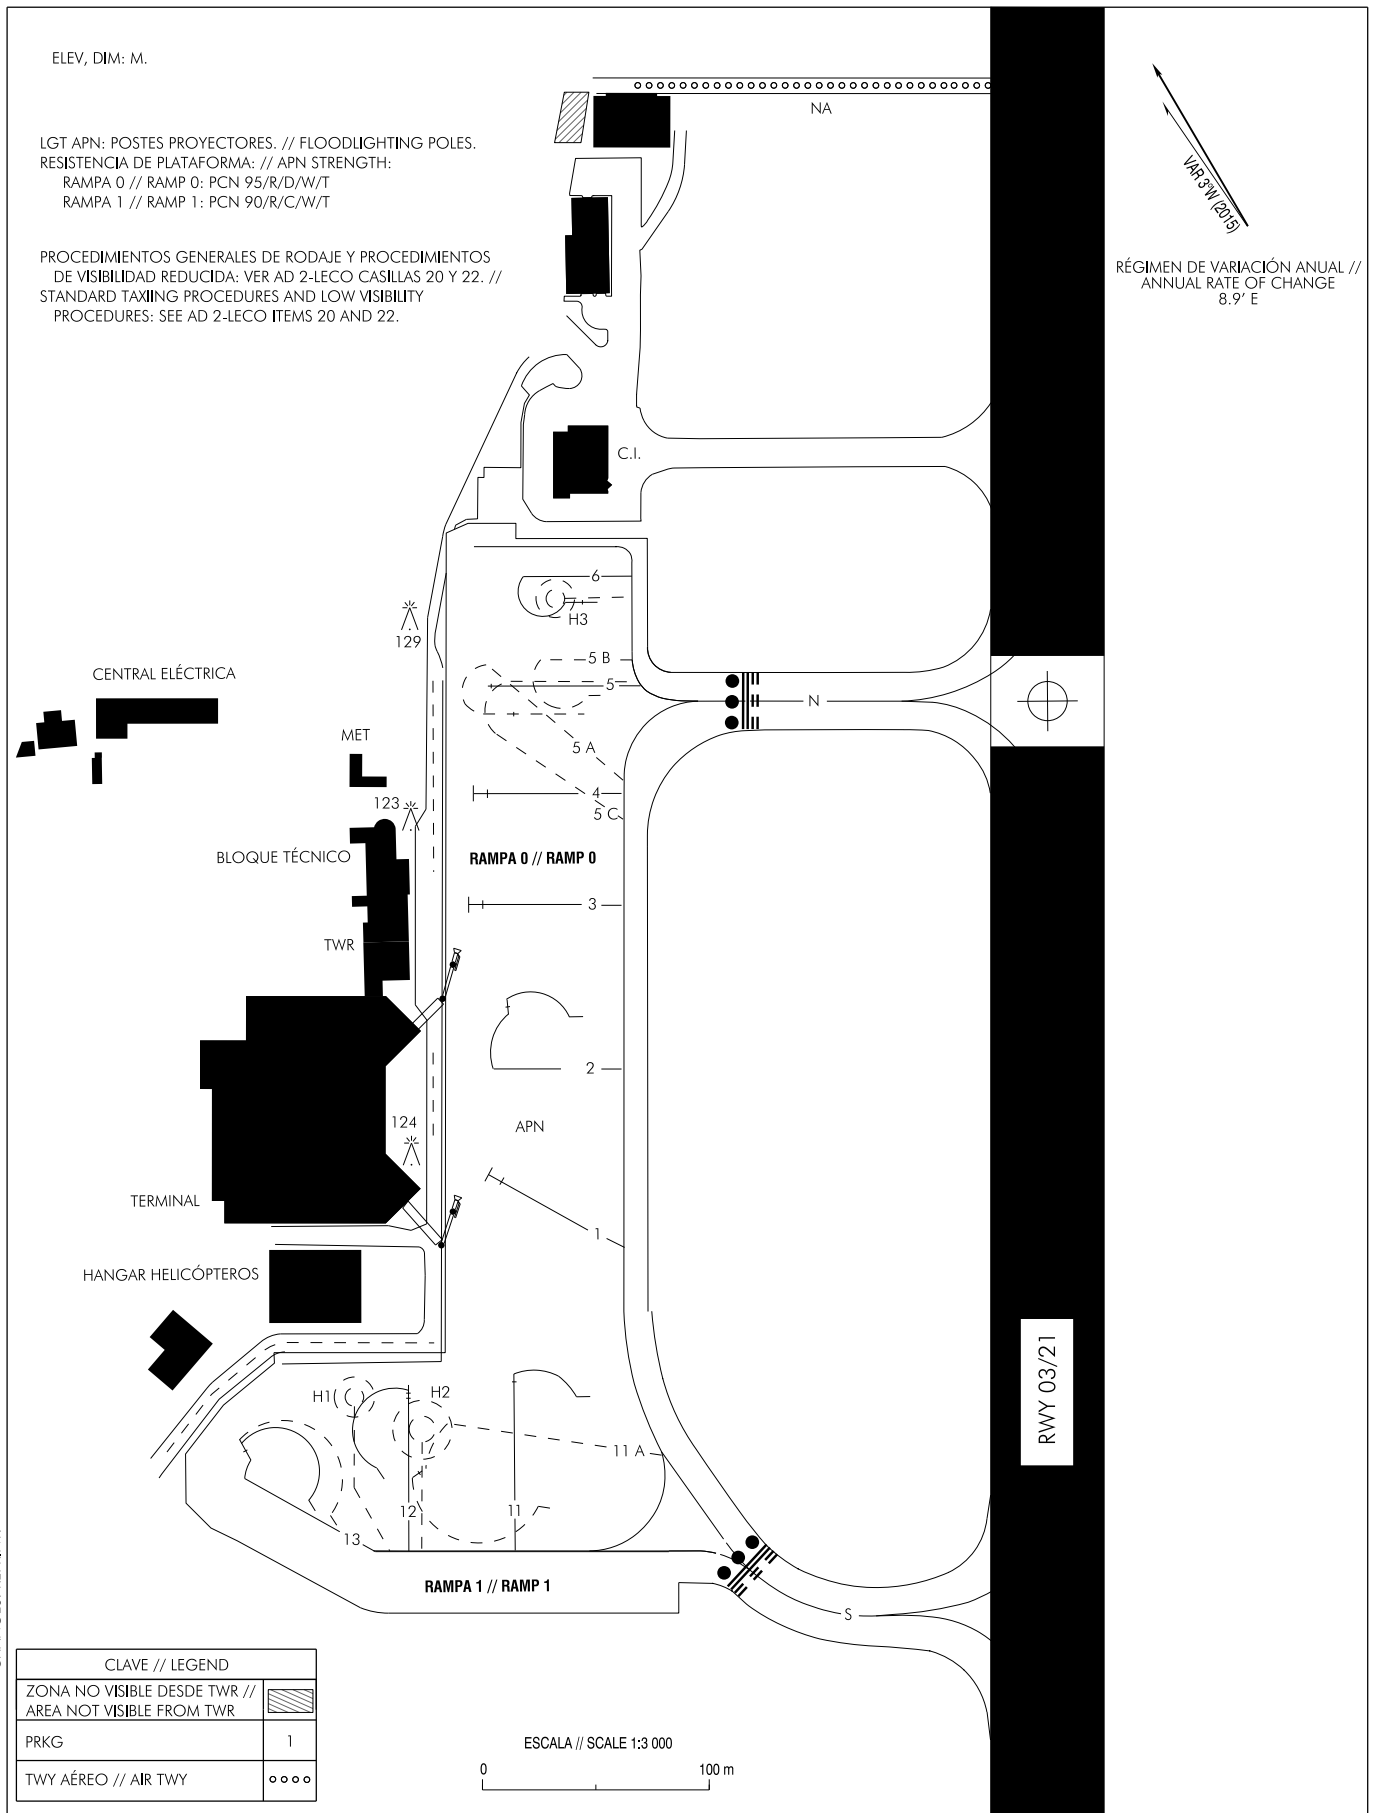 ELEV, DIM: M.
LGT APN: POSTES PROYECTORES. // FLOODLIGHTING POLES.
RESISTENCIA DE PLATAFORMA: // APN STRENGTH:
RAMPA 0 // RAMP 0: PCN 95/R/D/W/T
RAMPA 1 // RAMP 1: PCN 90/R/C/W/T
PROCEDIMIENTOS GENERALES DE RODAJE Y PROCEDIMIENTOS
DE VISIBILIDAD REDUCIDA: VER AD 2-LECO CASILLAS 20 Y 22. //
STANDARD TAXIING PROCEDURES AND LOW VISIBILITY
PROCEDURES: SEE AD 2-LECO ITEMS 20 AND 22.
NA
VAR 3°W (2015)
RÉGIMEN DE VARIACIÓN ANUAL //
ANNUAL RATE OF CHANGE
8.9' E
C.I.
6
H3
129
5 B
5
CENTRAL ELÉCTRICA
N
MET
5 A
4
123
5 C
BLOQUE TÉCNICO
RAMPA 0 // RAMP 0
3
TWR
2
124
APN
TERMINAL
1
HANGAR HELICÓPTEROS
RWY 03/21
H1
H2
11 A
12
11
13
RAMPA 1 // RAMP 1
S
CLAVE // LEGEND
ZONA NO VISIBLE DESDE TWR //
AREA NOT VISIBLE FROM TWR
PRKG
1
TWY AÉREO // AIR TWY
ESCALA // SCALE 1:3 000
0
100 m